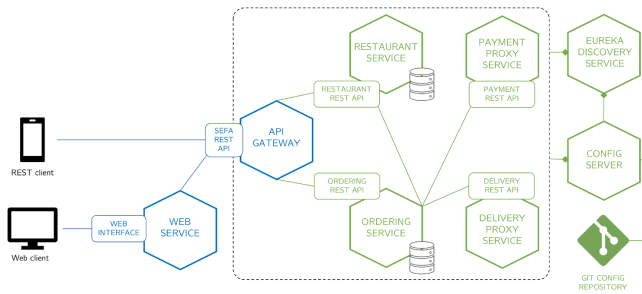 RESTAURANT
SERVICE
PAYMENT
PROXY
SERVICE
EUREKA
DISCOVERY
SERVICE
RESTAURANT
REST API
PAYMENT
REST API
SEFA
REST
API
API
GATEWAY
CONFIG
SERVER
REST client
ORDERING
REST API
DELIVERY
REST API
WEB
INTERFACE
WEB
SERVICE
ORDERING
SERVICE
DELIVERY
PROXY
SERVICE
Web client
GIT CONFIG
REPOSITORY